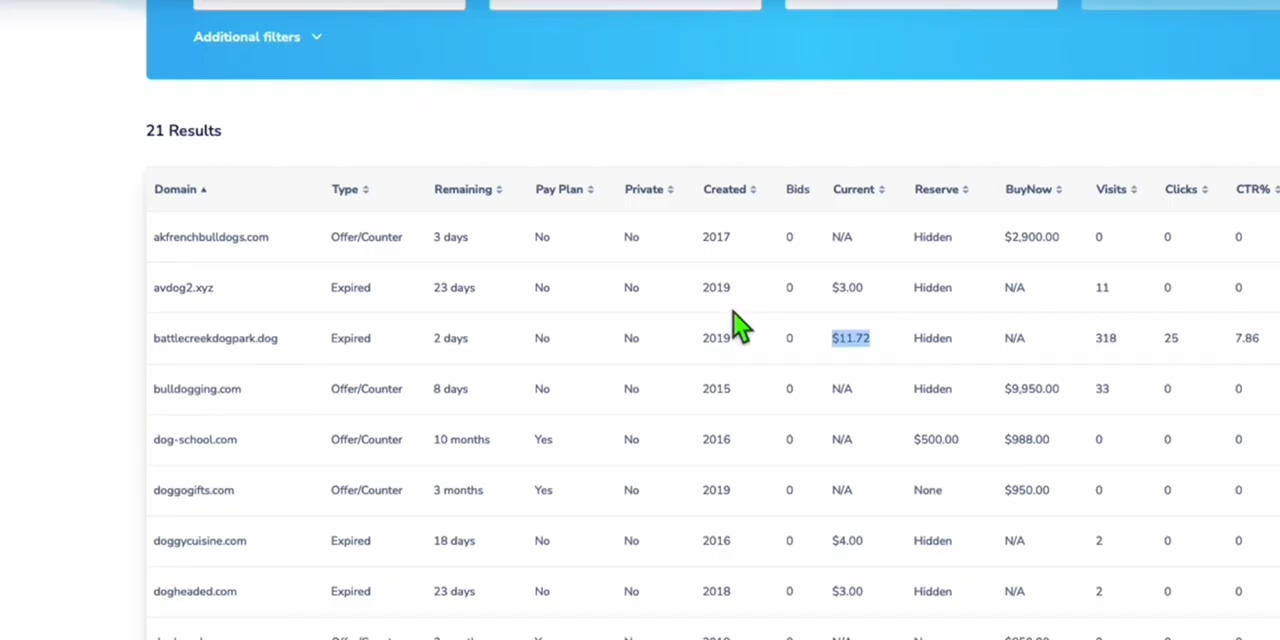 Additional filters
21 Results
Domain Type Remaining Pay Plan Private Created Bids Current Reserve BuyNow Visits Clicks CTR%
akfrenchbulldogs.com Offer/Counter 3 days No No 2017 0 N/A Hidden $2,900.00 0 0 0
avdog2.xyz Expired 23 days No No 2019 0 $3.00 Hidden N/A 11 0 0
battlecreekdogpark.dog Expired 2 days No No 2019 0 $11.72 Hidden N/A 318 25 7.86
bulldogging.com Offer/Counter 8 days No No 2015 0 N/A Hidden $9,950.00 33 0 0
dog-school.com Offer/Counter 10 months Yes No 2016 0 N/A $500.00 $988.00 0 0 0
doggogifts.com Offer/Counter 3 months Yes No 2019 0 N/A None $950.00 0 0 0
doggycuisine.com Expired 18 days No No 2016 0 $4.00 Hidden N/A 2 0 0
dogheaded.com Expired 23 days No No 2018 0 $3.00 Hidden N/A 2 0 0